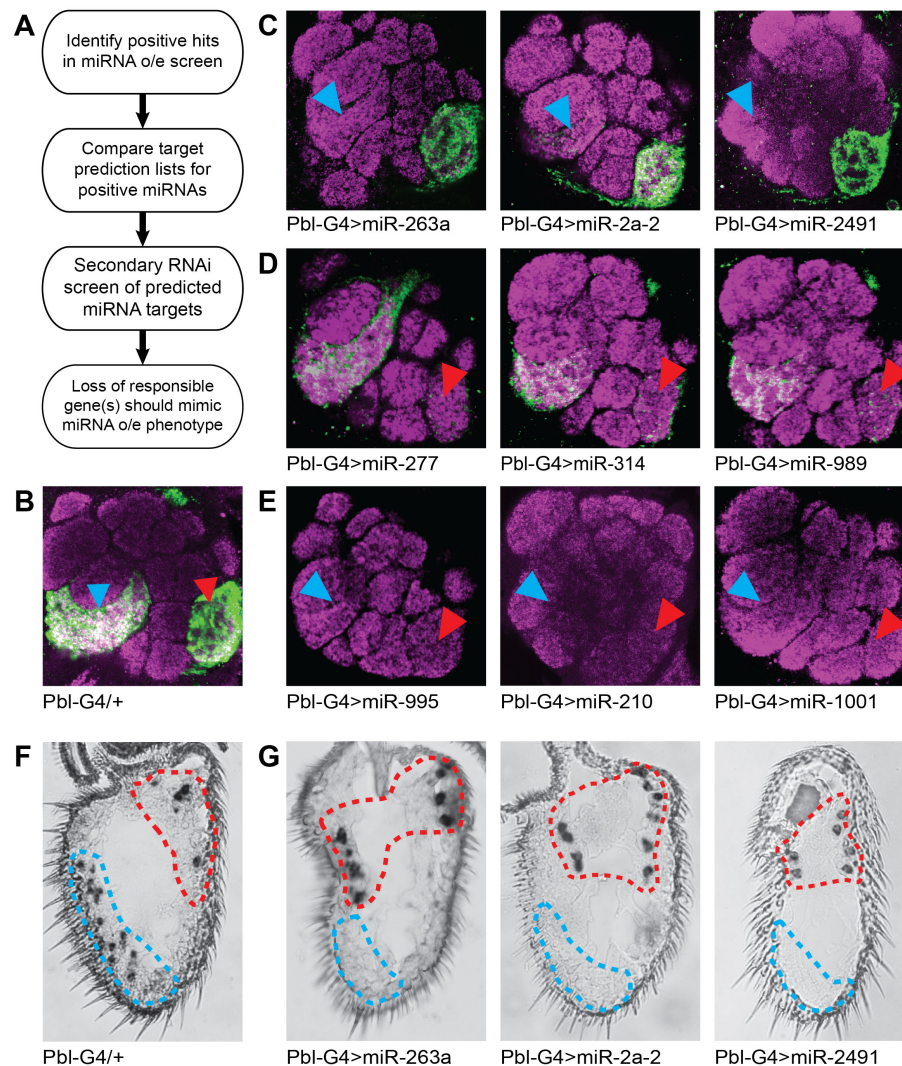 A
Identify positive hits
in miRNA o/e screen
Compare target
prediction lists for
positive miRNAs
Secondary RNAi
screen of predicted
miRNA targets
Loss of responsible
gene(s) should mimic
miRNA o/e phenotype
B
Pbl-G4/+
C
Pbl-G4>miR-263a
Pbl-G4>miR-2a-2
Pbl-G4>miR-2491
D
Pbl-G4>miR-277
Pbl-G4>miR-314
Pbl-G4>miR-989
E
Pbl-G4>miR-995
Pbl-G4>miR-210
Pbl-G4>miR-1001
F
Pbl-G4/+
G
Pbl-G4>miR-263a
Pbl-G4>miR-2a-2
Pbl-G4>miR-2491